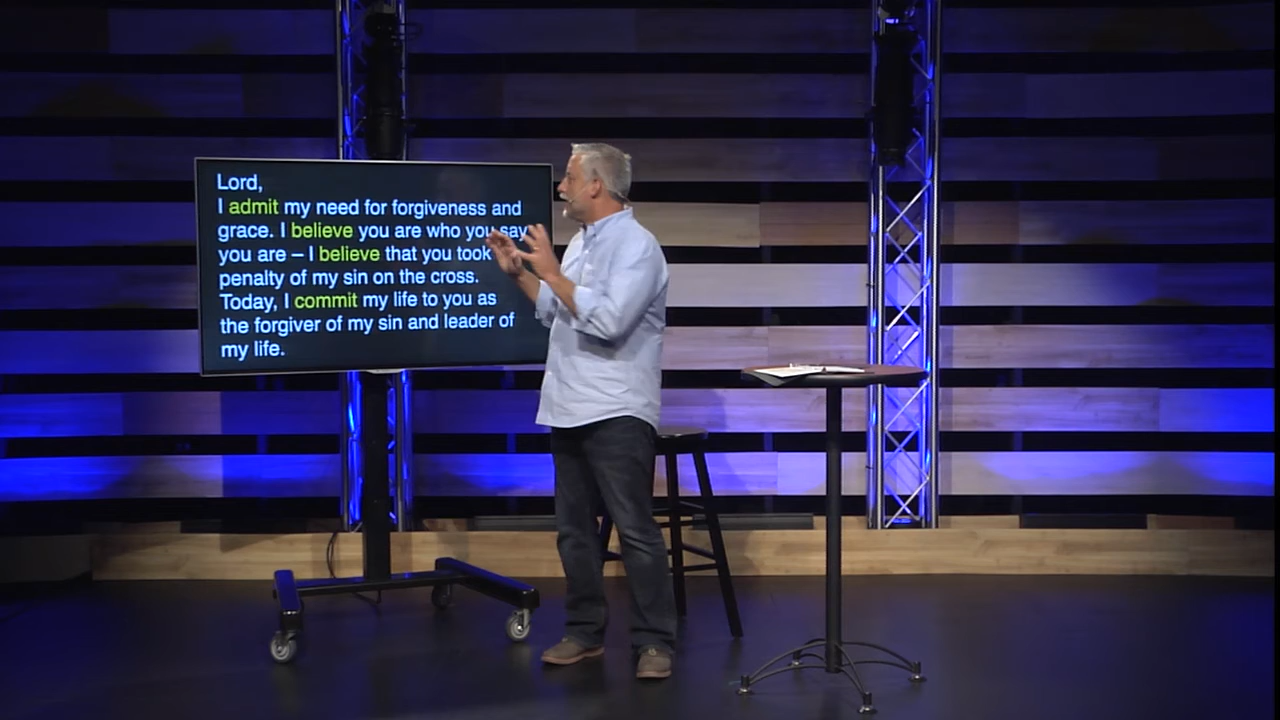 Lord,
I admit my need for forgiveness and
grace. I believe you are who you say
you are – I believe that you took
penalty of my sin on the cross.
Today, I commit my life to you as
the forgiver of my sin and leader of
my life.